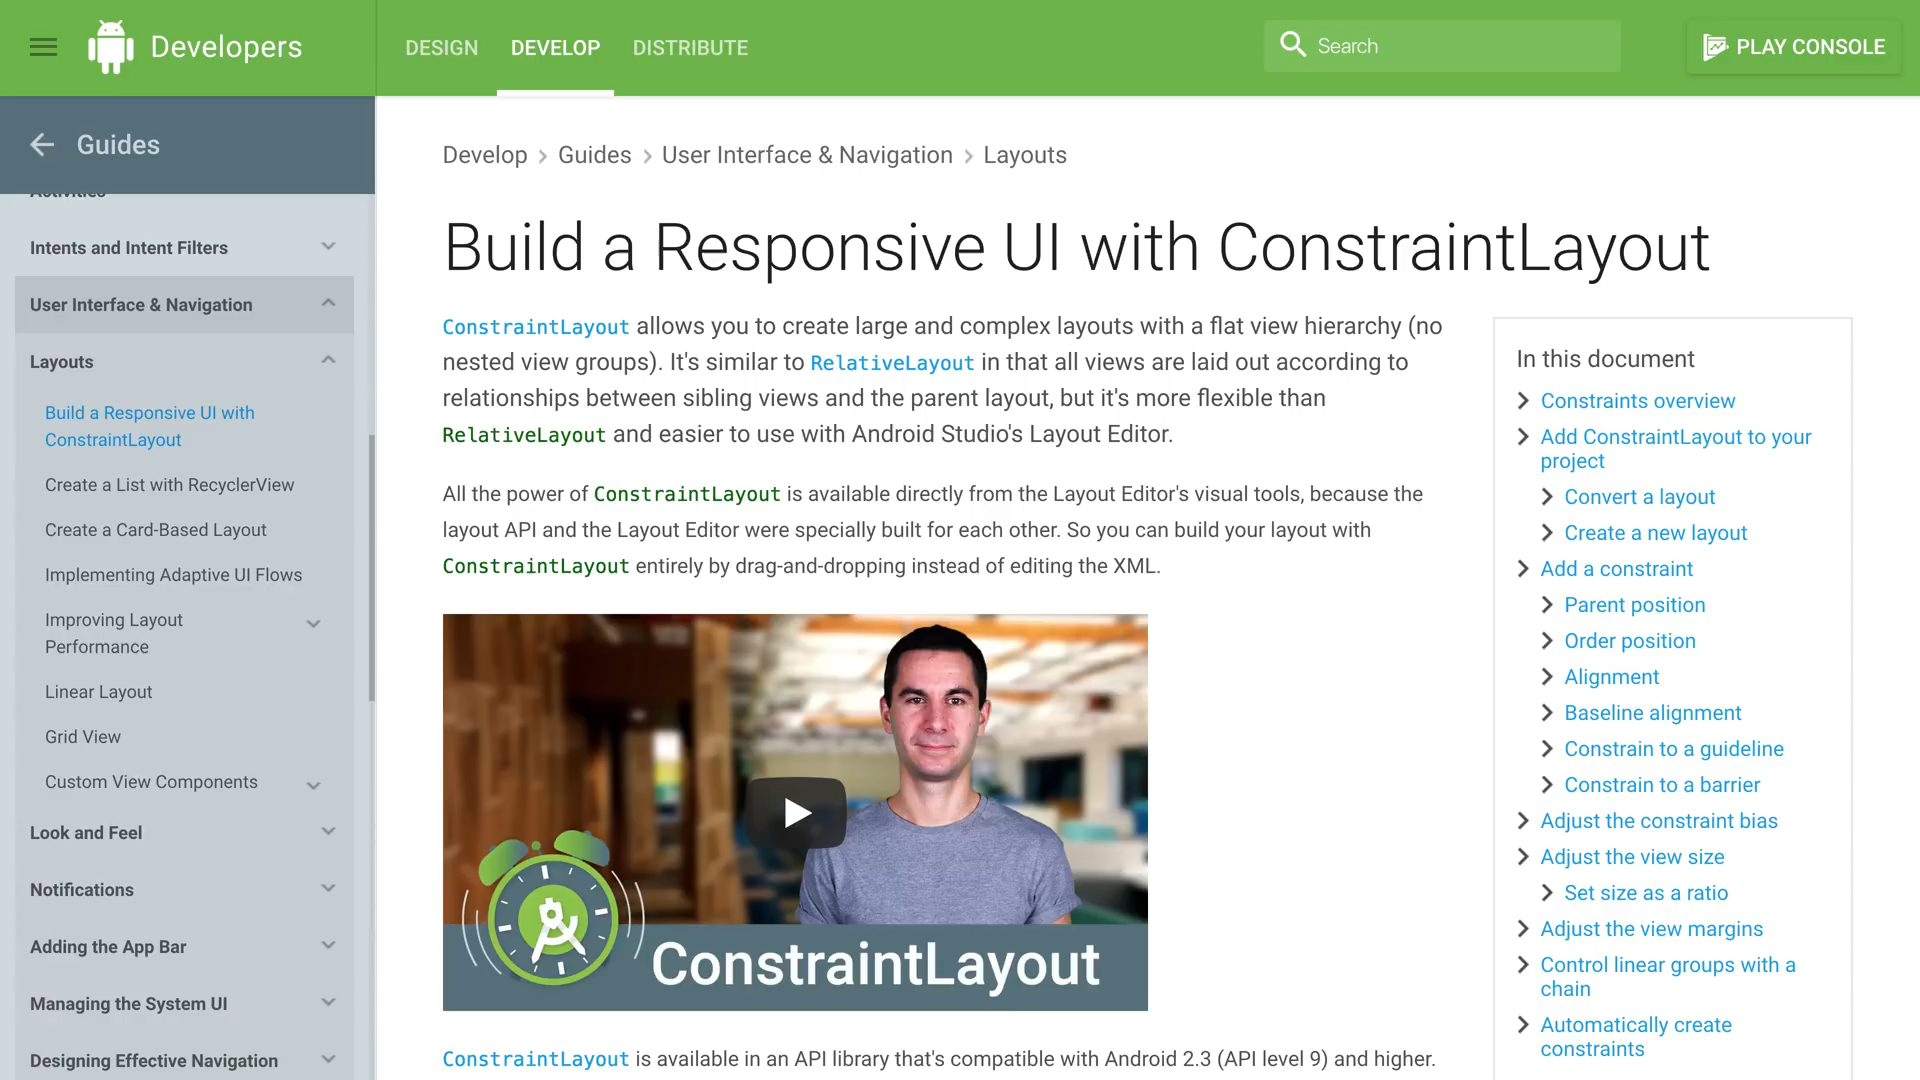 Developers
DESIGN
DEVELOP
DISTRIBUTE
Search
PLAY CONSOLE
Guides
Activities
Intents and Intent Filters
User Interface & Navigation
Layouts
Build a Responsive UI with
ConstraintLayout
Create a List with RecyclerView
Create a Card-Based Layout
Implementing Adaptive UI Flows
Improving Layout
Performance
Linear Layout
Grid View
Custom View Components
Look and Feel
Notifications
Adding the App Bar
Managing the System UI
Designing Effective Navigation
Develop > Guides > User Interface & Navigation > Layouts
Build a Responsive UI with ConstraintLayout
ConstraintLayout allows you to create large and complex layouts with a flat view hierarchy (no
nested view groups). It's similar to RelativeLayout in that all views are laid out according to
relationships between sibling views and the parent layout, but it's more flexible than
RelativeLayout and easier to use with Android Studio's Layout Editor.
All the power of ConstraintLayout is available directly from the Layout Editor's visual tools, because the
layout API and the Layout Editor were specially built for each other. So you can build your layout with
ConstraintLayout entirely by drag-and-dropping instead of editing the XML.
ConstraintLayout
ConstraintLayout is available in an API library that's compatible with Android 2.3 (API level 9) and higher.
In this document
Constraints overview
Add ConstraintLayout to your
project
Convert a layout
Create a new layout
Add a constraint
Parent position
Order position
Alignment
Baseline alignment
Constrain to a guideline
Constrain to a barrier
Adjust the constraint bias
Adjust the view size
Set size as a ratio
Adjust the view margins
Control linear groups with a
chain
Automatically create
constraints